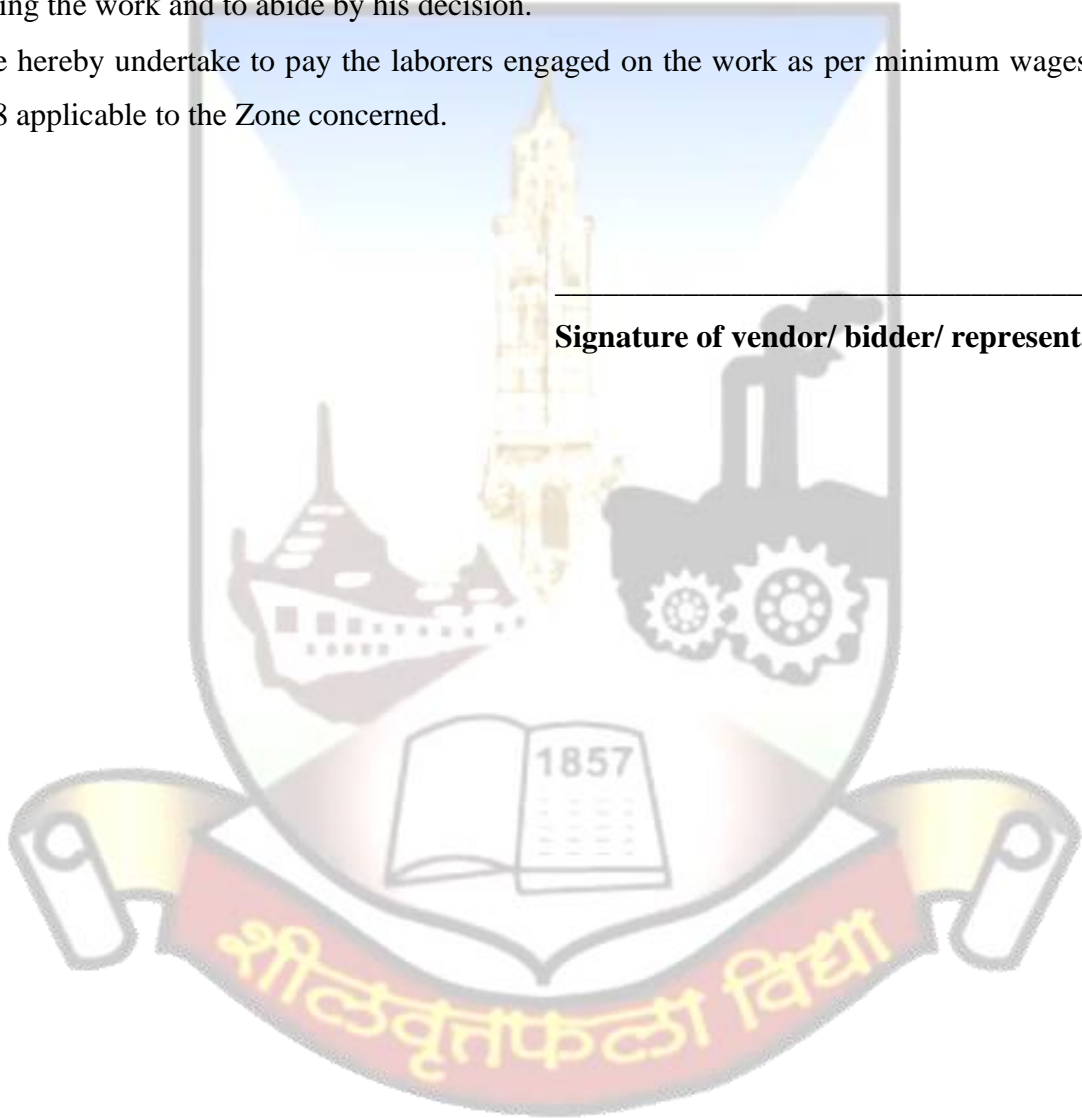 ing the work and to abide by his decision.
e hereby undertake to pay the laborers engaged on the work as per minimum wages
8 applicable to the Zone concerned.
Signature of vendor/ bidder/ represent
1857
शीलवृतफला विद्या